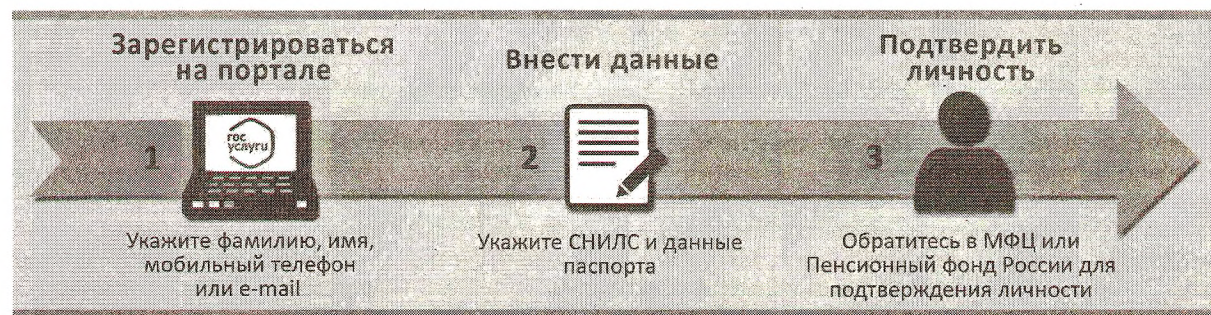 Зарегистрироваться
на портале
1
гос
услуги
Укажите фамилию, имя,
мобильный телефон
или e-mail
Внести данные
2
Укажите СНИЛС и данные
паспорта
Подтвердить
личность
3
Обратитесь в МФЦ или
Пенсионный фонд России для
подтверждения личности